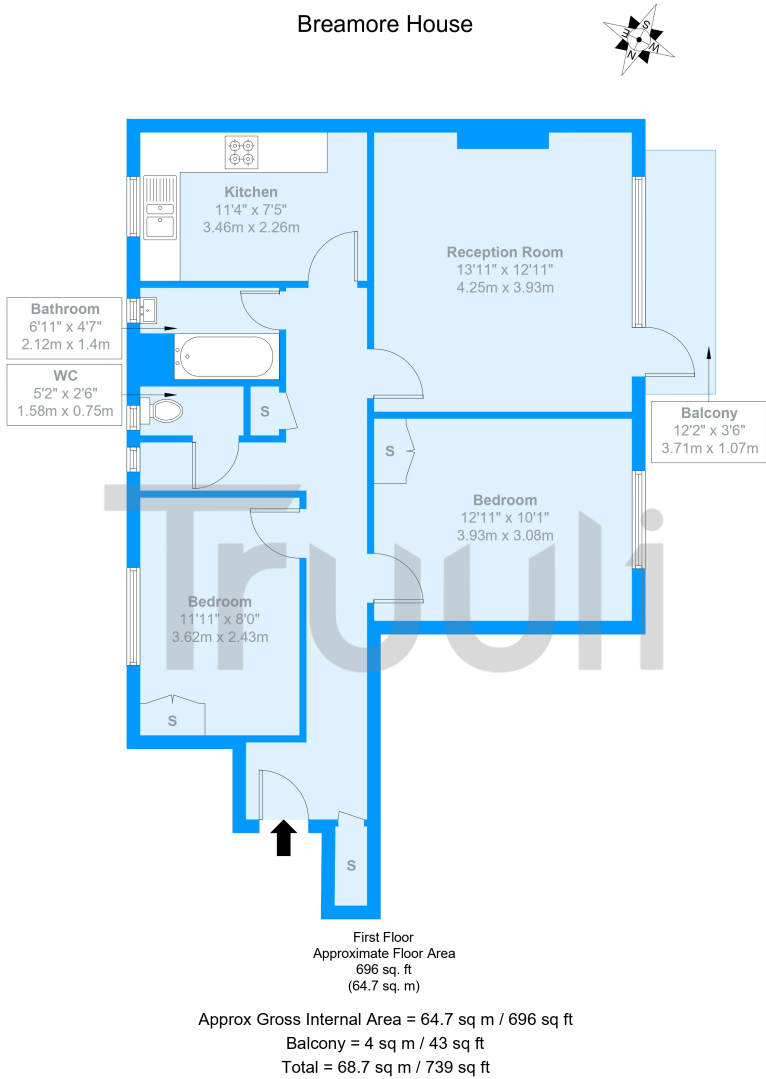 Breamore House
S
E
W
N
Kitchen
11'4" x 7'5"
3.46m x 2.26m
Reception Room
13'11" x 12'11"
4.25m x 3.93m
Bathroom
6'11" x 4'7"
2.12m x 1.4m
WC
5'2" x 2'6"
1.58m x 0.75m
S
Balcony
12'2" x 3'6"
3.71m x 1.07m
S
Bedroom
12'11" x 10'1"
3.93m x 3.08m
Truuli
Bedroom
11'11" x 8'0"
3.62m x 2.43m
S
S
First Floor
Approximate Floor Area
696 sq. ft
(64.7 sq. m)
Approx Gross Internal Area = 64.7 sq m / 696 sq ft
Balcony = 4 sq m / 43 sq ft
Total = 68.7 sq m / 739 sq ft